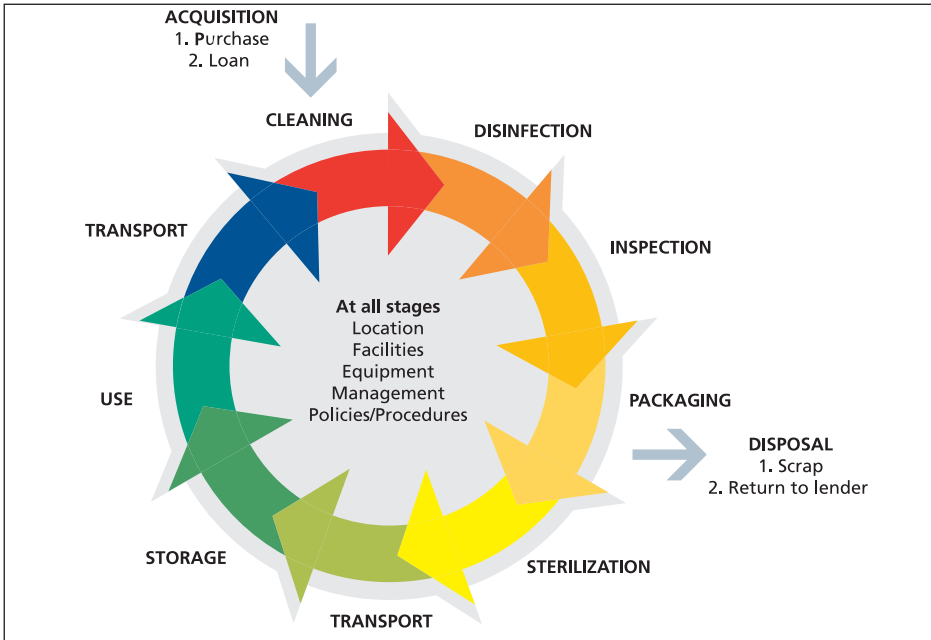 ACQUISITION
1. Purchase
2. Loan
CLEANING
DISINFECTION
INSPECTION
PACKAGING
DISPOSAL
1. Scrap
2. Return to lender
STERILIZATION
TRANSPORT
STORAGE
USE
TRANSPORT
At all stages
Location
Facilities
Equipment
Management
Policies/Procedures